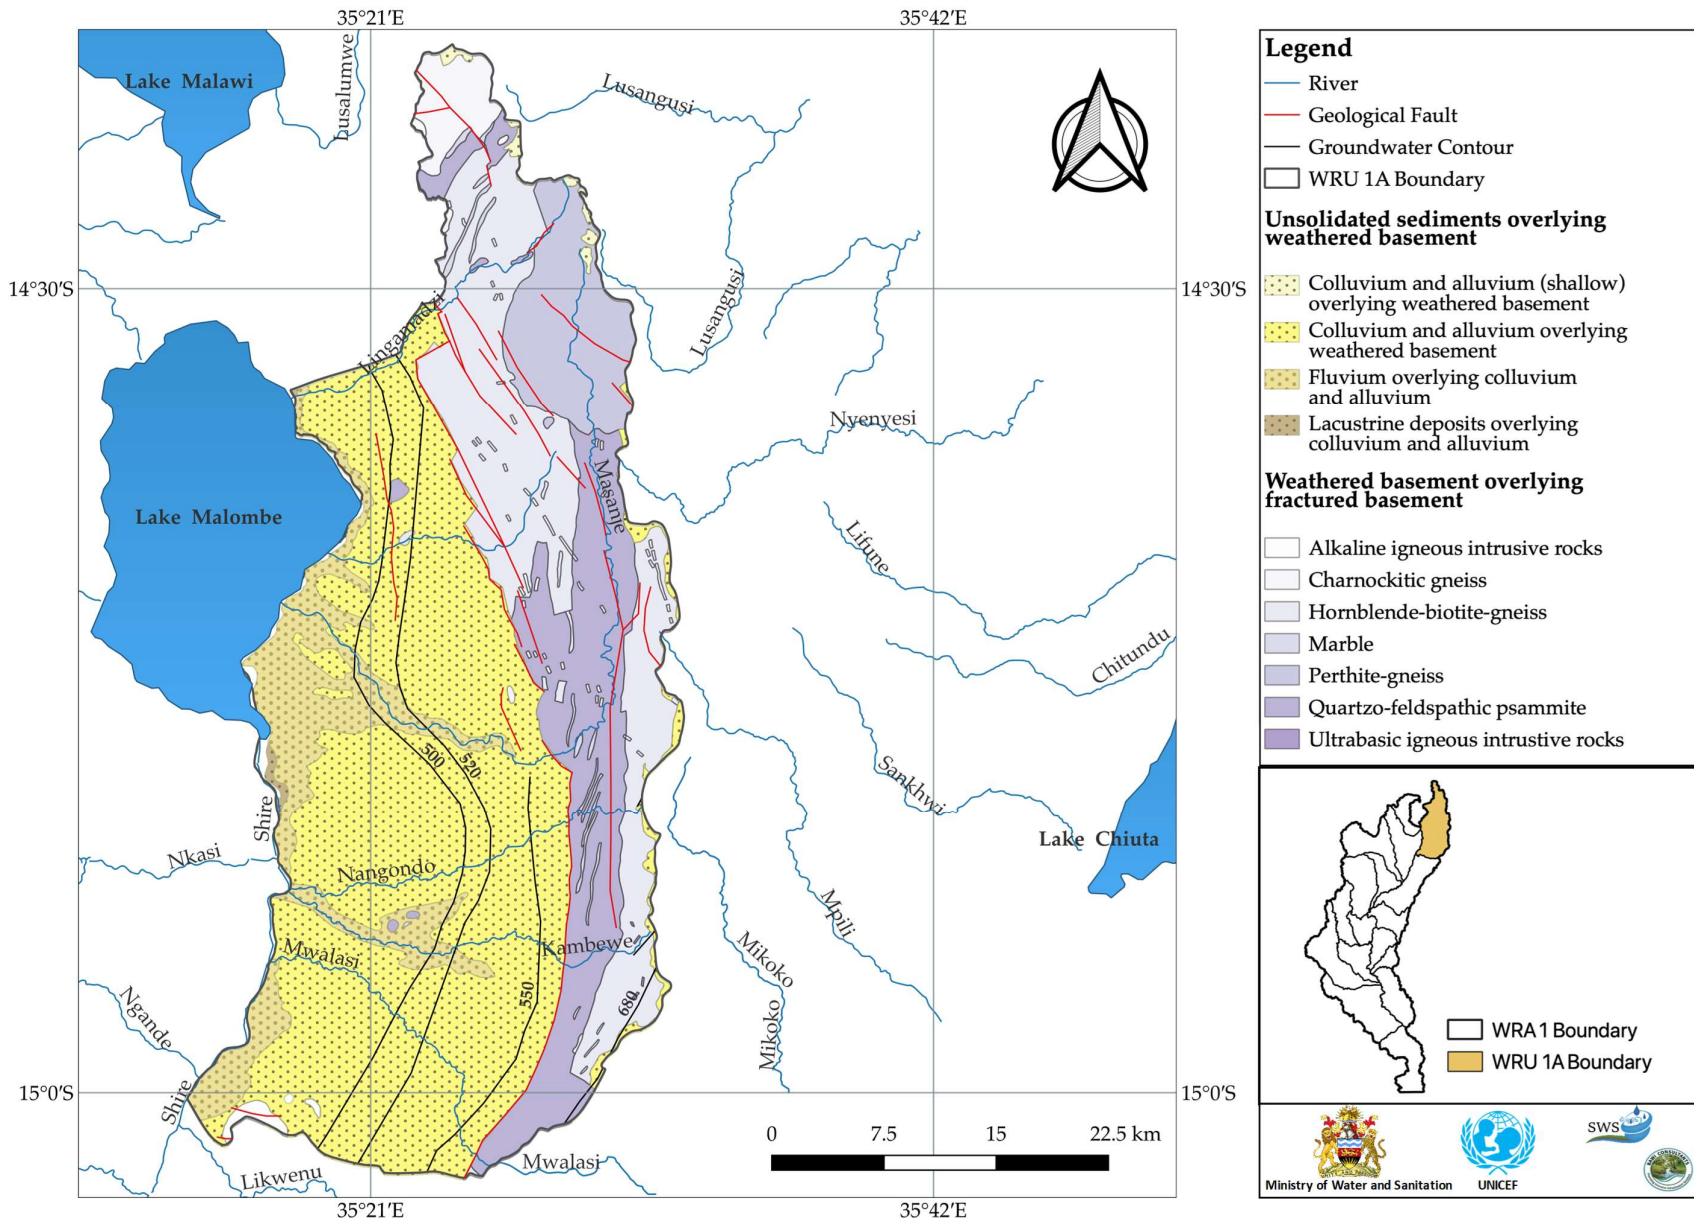 35°21′E
35°42′E
Lake Malawi
Lusalumwe
Lusangusi
14°30′S
14°30′S
Lingamadzi
Lusangusi
Nyenyesi
Masanje
Lake Malombe
Lifune
Chitundu
500
520
Sankhwi
Shire
Lake Chiuta
Nkasi
Nangondo
Mpili
Kambewe
Mwalasi
Mikoko
550
680
Ngande
Mikoko
Shire
15°0′S
15°0′S
0 7.5 15 22.5 km
Mwalasi
Likwenu
35°21′E
35°42′E
Legend
River
Geological Fault
Groundwater Contour
WRU 1A Boundary
Unsolidated sediments overlying
weathered basement
Colluvium and alluvium (shallow)
overlying weathered basement
Colluvium and alluvium overlying
weathered basement
Fluvium overlying colluvium
and alluvium
Lacustrine deposits overlying
colluvium and alluvium
Weathered basement overlying
fractured basement
Alkaline igneous intrusive rocks
Charnockitic gneiss
Hornblende-biotite-gneiss
Marble
Perthite-gneiss
Quartzo-feldspathic psammite
Ultrabasic igneous intrustive rocks
WRA 1 Boundary
WRU 1A Boundary
SWS
Ministry of Water and Sanitation
UNICEF